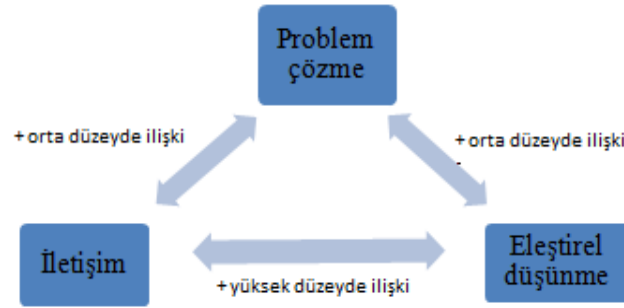 Problem
çözme
+ orta düzeyde ilişki
+ orta düzeyde ilişki
-
İletişim
Eleştirel
düşünme
+ yüksek düzeyde ilişki